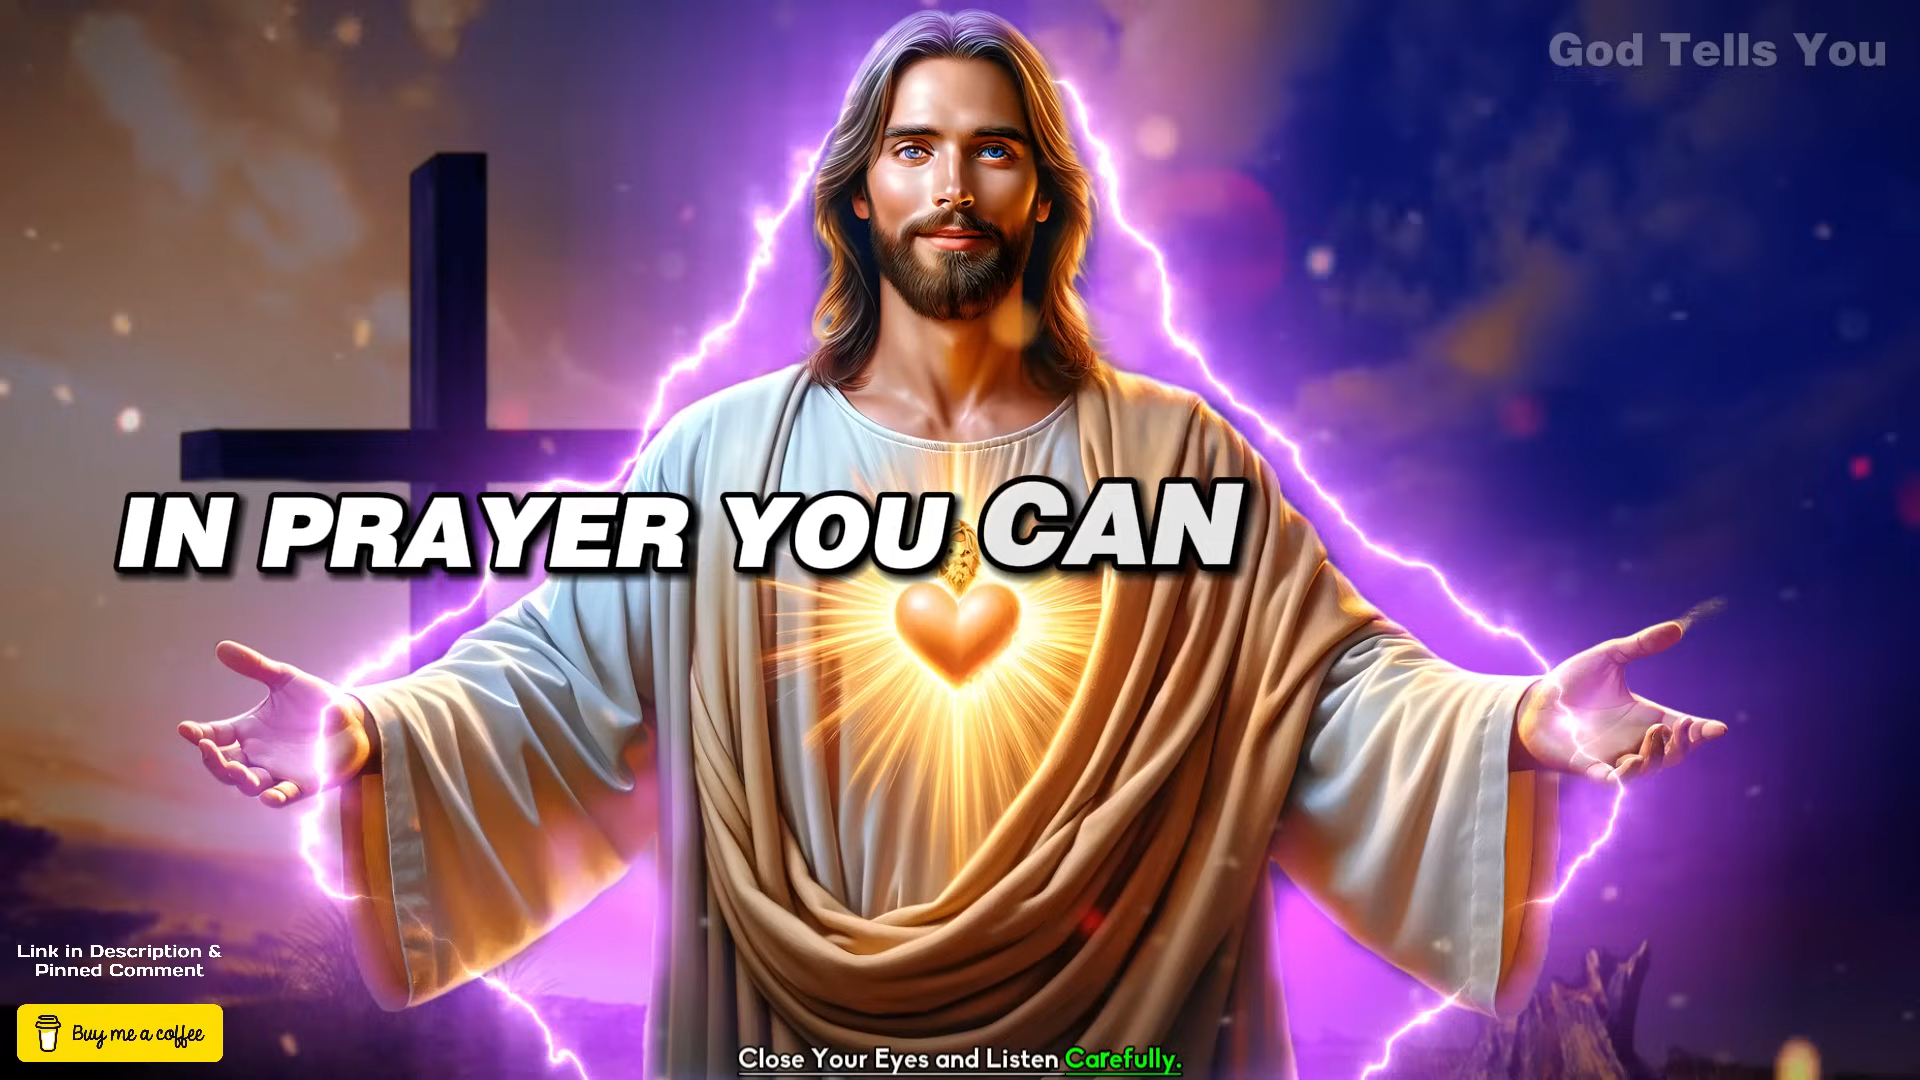 God Tells You
IN PRAYER YOU CAN
Link in Description &
Pinned Comment
Buy me a coffee
Close Your Eyes and Listen Carefully.